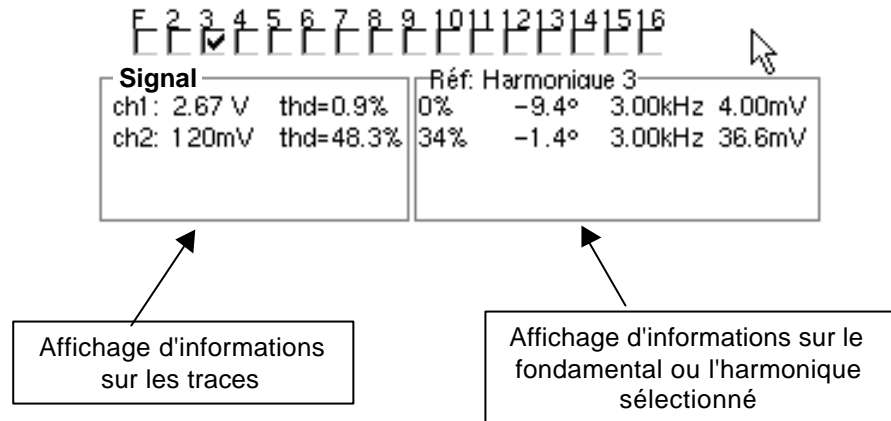 F 2 3 4 5 6 7 8 9 10 11 12 13 14 15 16
Signal
ch1: 2.67 V thd=0.9%
ch2: 120mV thd=48.3%
Réf: Harmonique 3
0% -9.4° 3.00kHz 4.00mV
34% -1.4° 3.00kHz 36.6mV
Affichage d'informations
sur les traces
Affichage d'informations sur le
fondamental ou l'harmonique
sélectionné